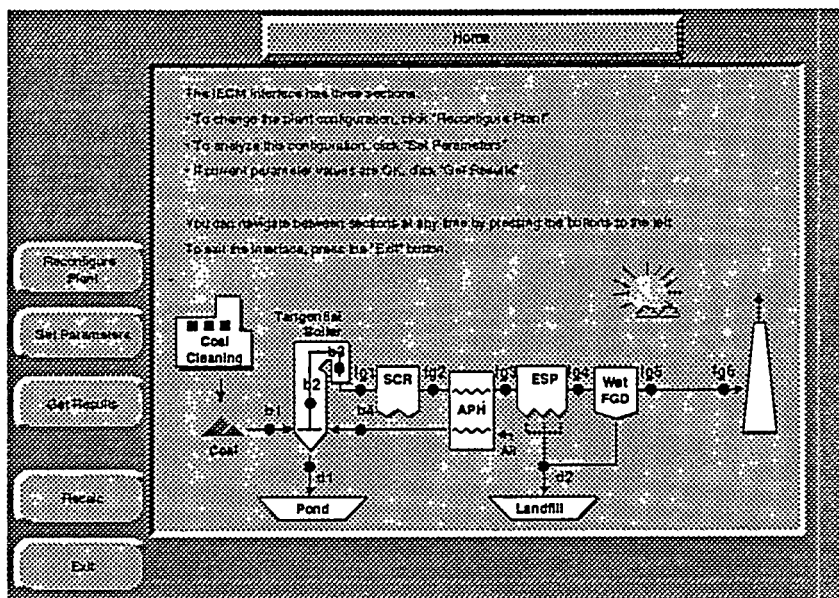 Home
The IECM Interface has three sections
• To change the plant configuration, click "Reconfigure Plant"
• To analyze this configuration, click "Set Parameters"
• If current parameter values are OK, click "Get Results"
You can navigate between sections at any time by pressing the buttons to the left
To exit the interface, press the "Exit" button.
Reconfigure
Plant
Set Parameters
Get Results
Recalc
Exit
Coal
Cleaning
Tangential
Boiler
b3
b2
fg1
SCR
fg2
APH
fg3
ESP
fg4
Wet
FGD
fg5
fg6
b1
b4
Air
Coal
d1
d2
Pond
Landfill